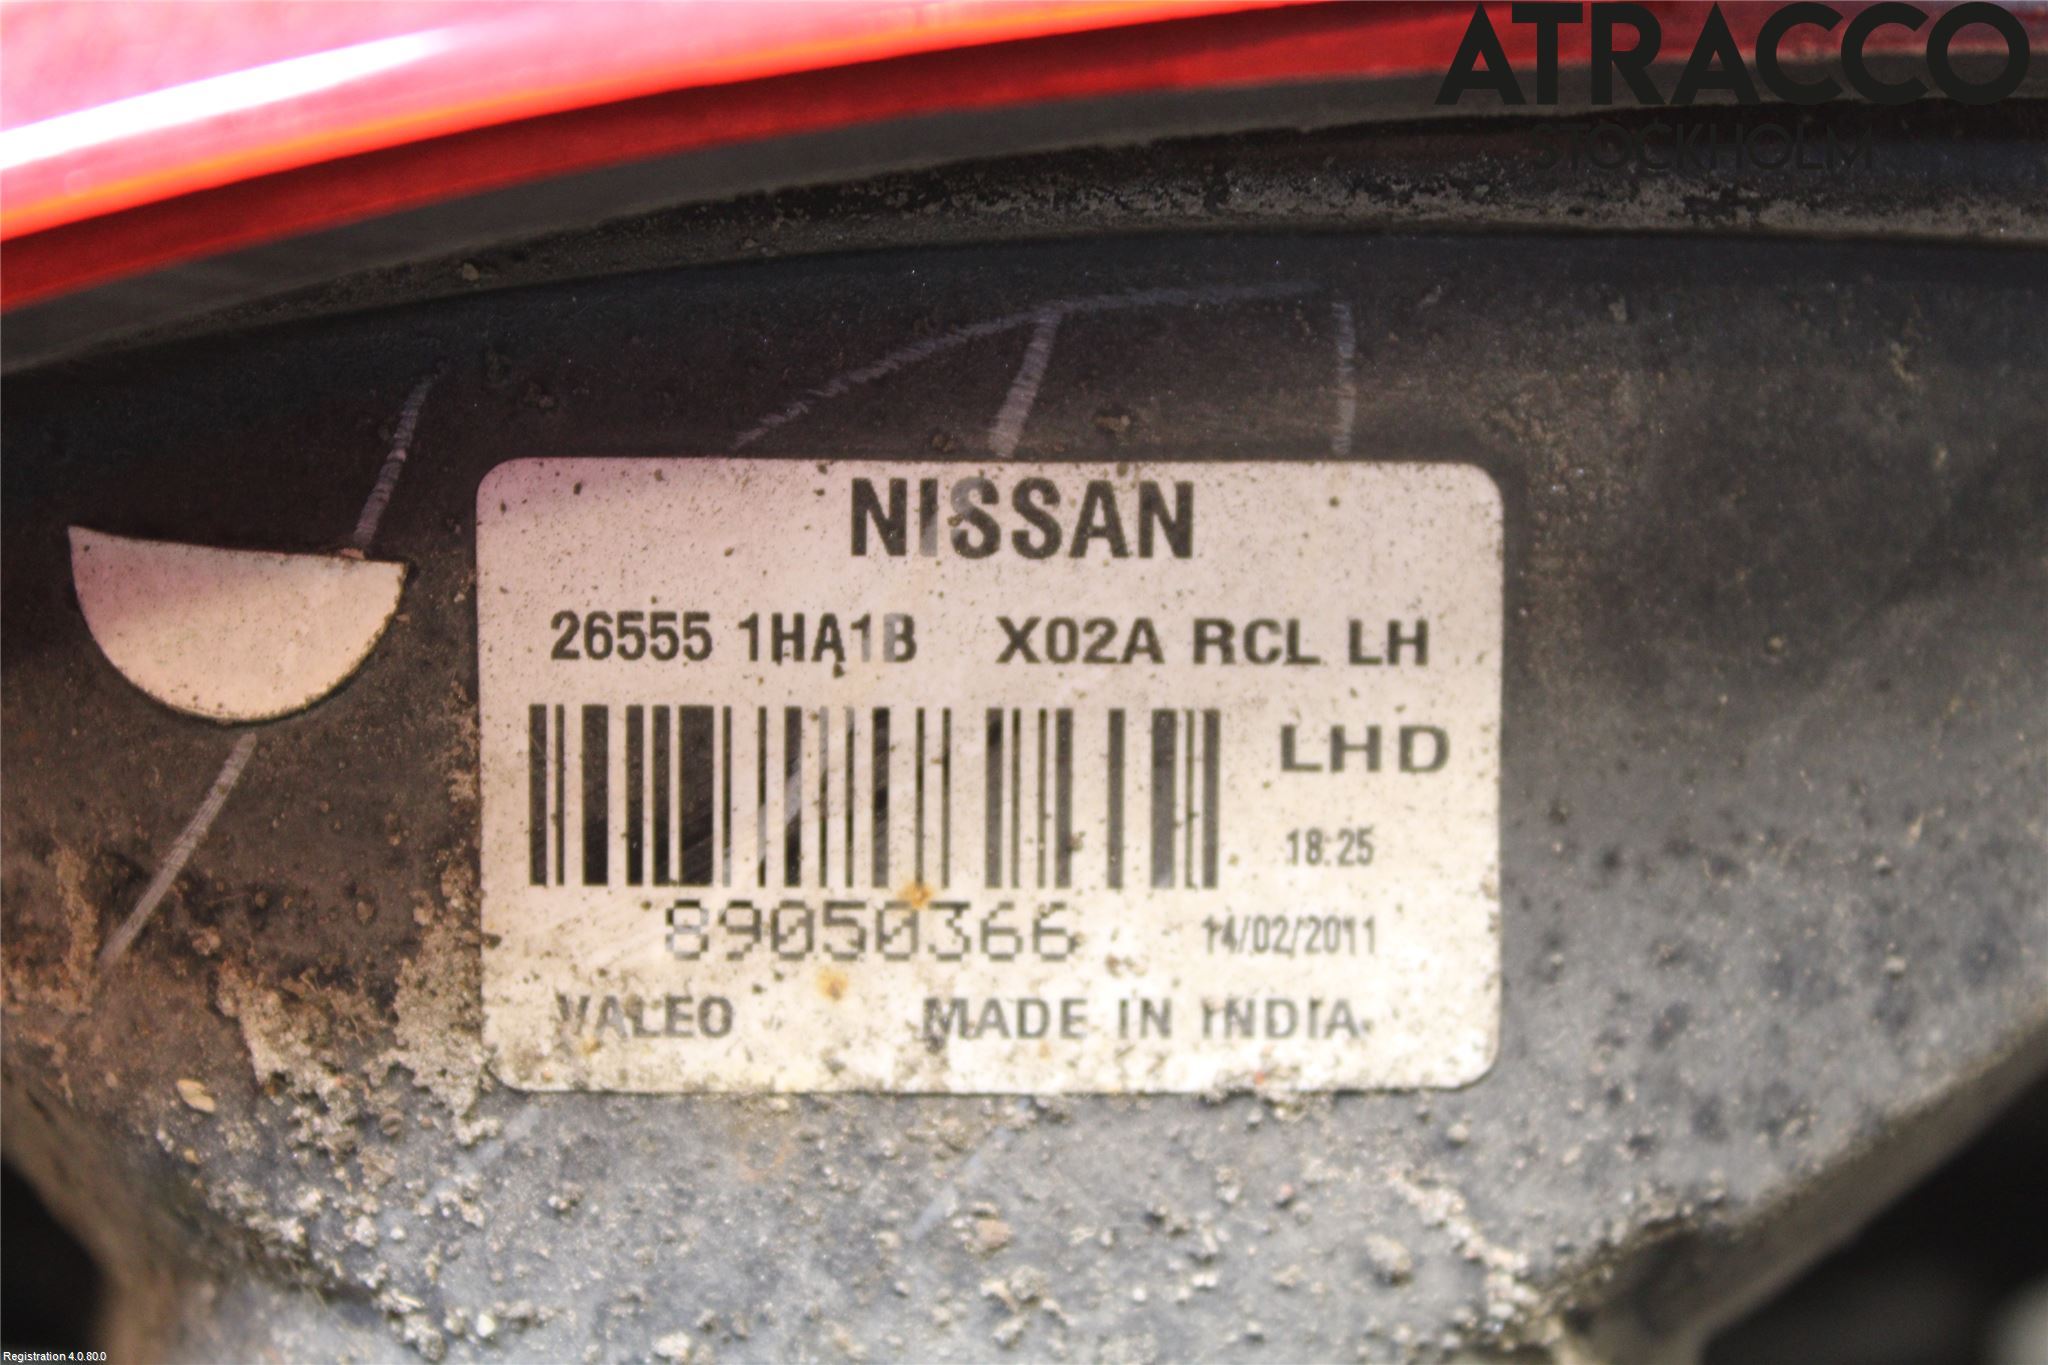 ATRACCO
STOCKHOLM
NISSAN
26555 1HA1B X02A RCL LH
LHD
18:25
89050366 14/02/2011
VALEO MADE IN INDIA.
Registration 4.0.80.0